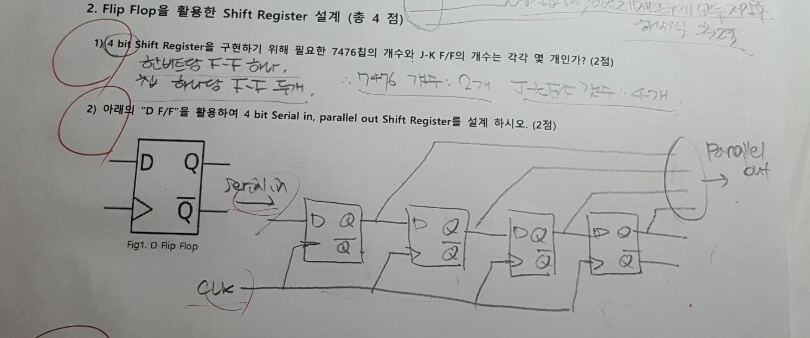 2. Flip Flop을 활용한 Shift Register 설계 (총 4 점)
1) 4 bit Shift Register을 구현하기 위해 필요한 7476칩의 개수와 J-K F/F의 개수는 각각 몇 개인가? (2점)
한비트당 F-F 하나.
칩 하나당 F-F 두개. ∴ 7476 갯수: 2개 J-k F-F 갯수: 4개.
2) 아래의 "D F/F"을 활용하여 4 bit Serial in, parallel out Shift Register를 설계 하시오. (2점)
Parallel
out
D Q
Q̅
Serial in
D Q
Q̅
D Q
Q̅
D Q
Q̅
D Q
Q̅
Fig1. D Flip Flop
CLK